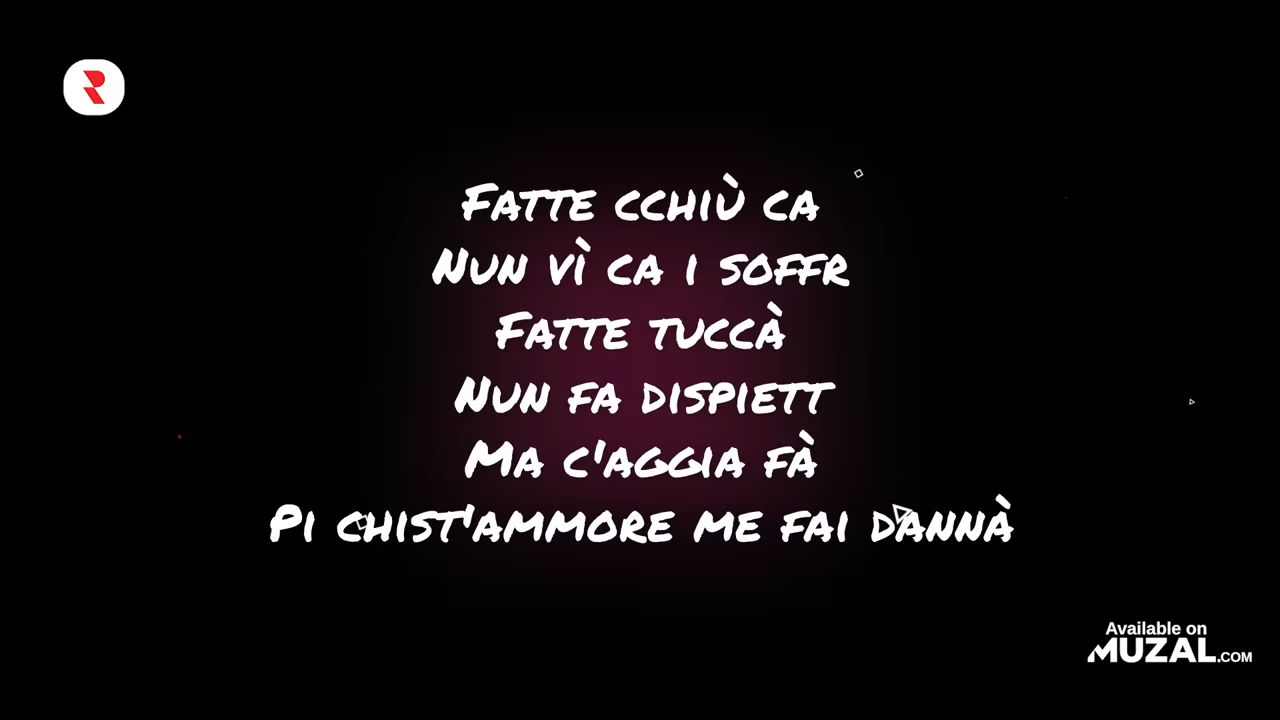 Fatte cchiù ca
Nun vì ca i soffr
Fatte tuccà
Nun fa dispiett
Ma c'aggia fà
Pi chist'ammore me fai dannà
Available on
MUZAL.COM